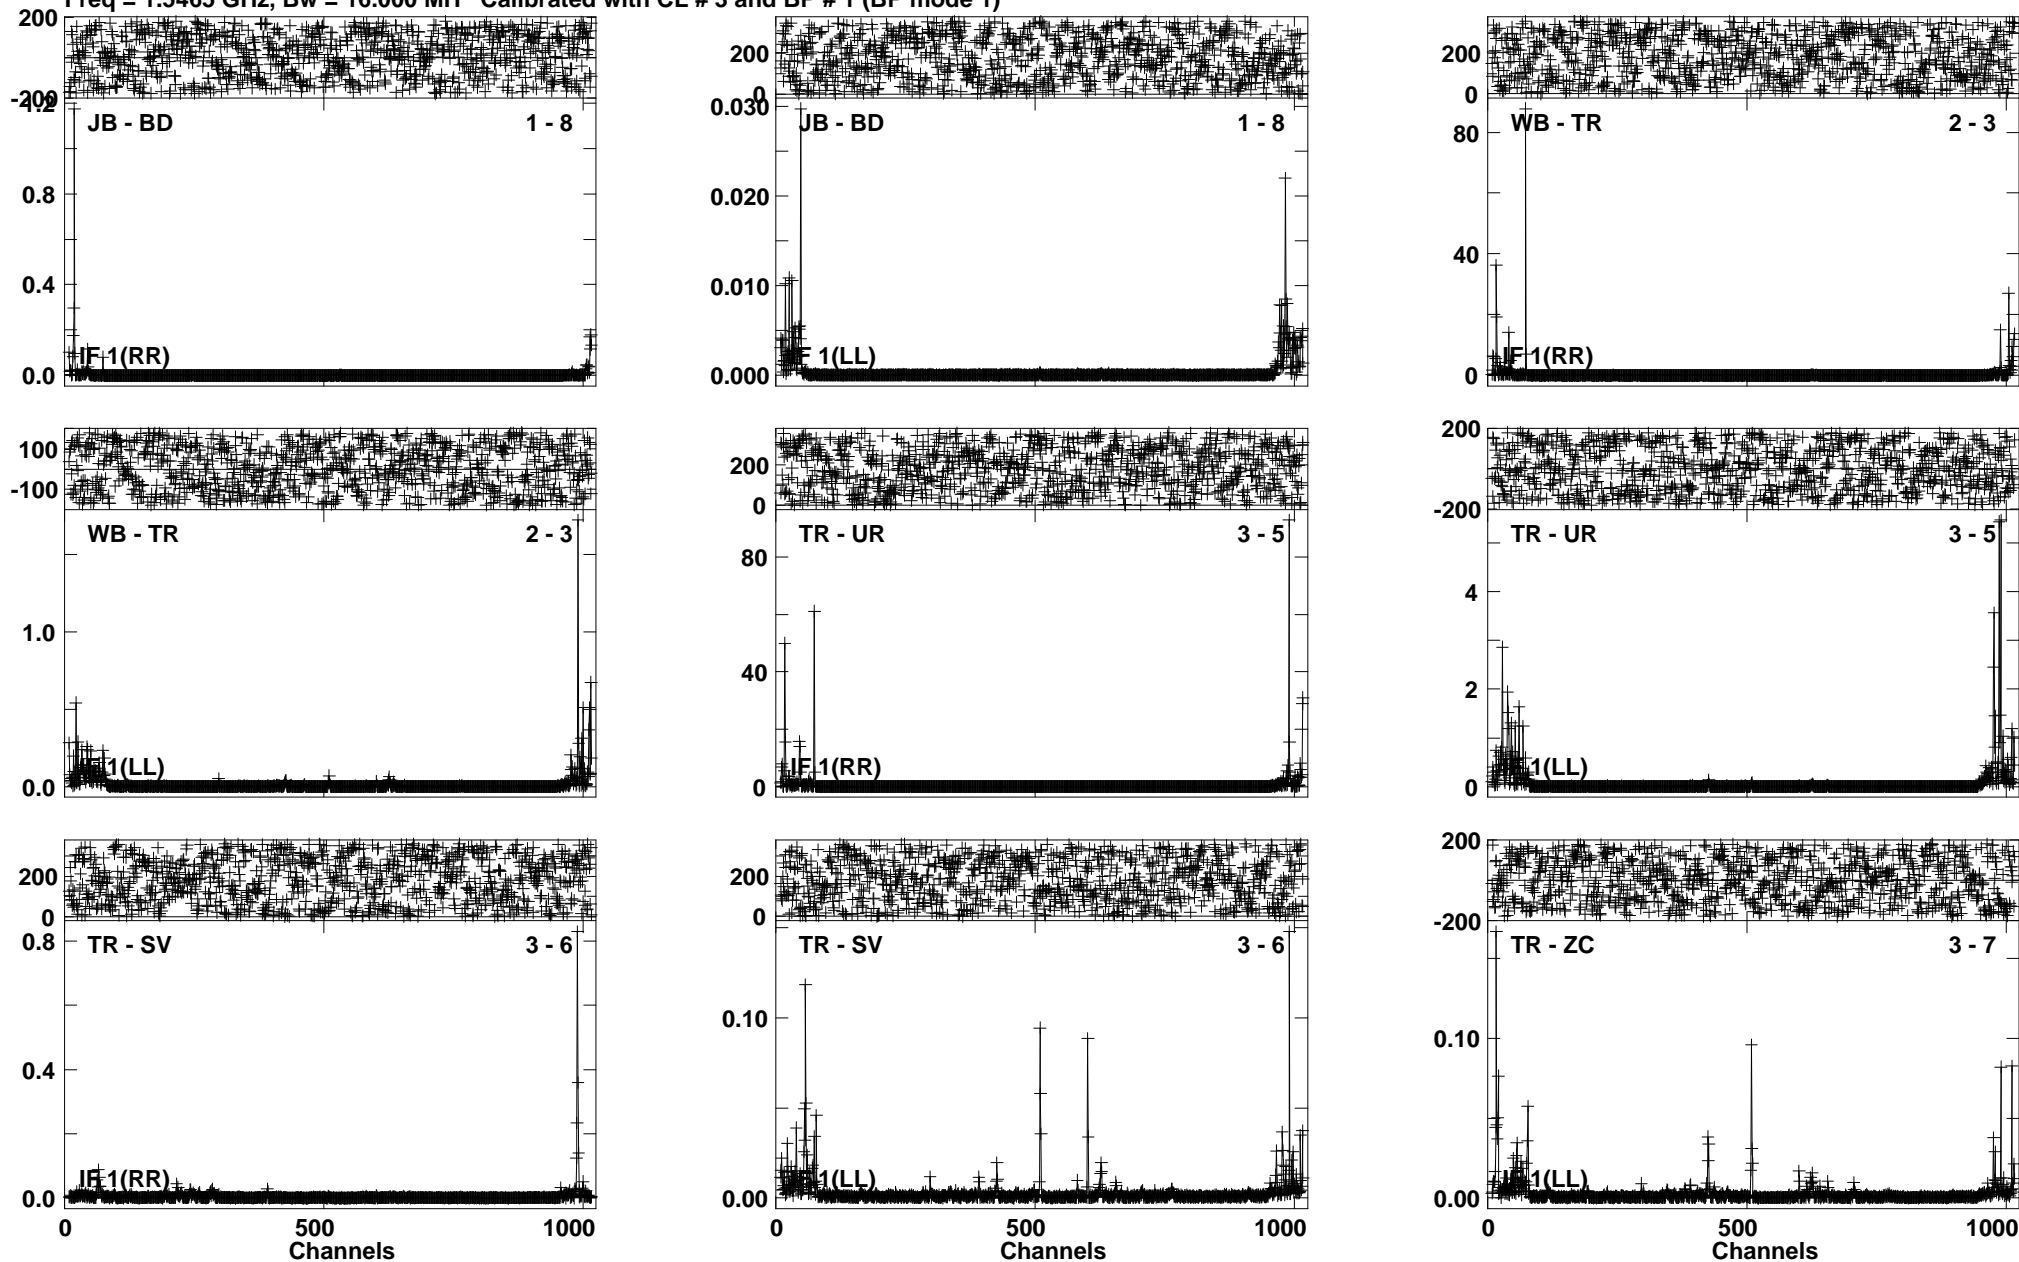 Freq = 1.5465 GHz, Bw = 16.000 MH Calibrated with CL # 3 and BP # 1 (BP mode 1)
200
-200
1.2
0.8
0.4
0.0
JB - BD 1 - 8
IF 1(RR)
200
0
0.030
0.020
0.010
0.000
JB - BD 1 - 8
IF 1(LL)
200
0
80
40
0
WB - TR 2 - 3
IF 1(RR)
100
-100
1.0
0.0
WB - TR 2 - 3
IF 1(LL)
200
0
80
40
0
TR - UR 3 - 5
IF 1(RR)
200
-200
4
2
0
TR - UR 3 - 5
IF 1(LL)
200
0
0.8
0.4
0.0
TR - SV 3 - 6
IF 1(RR)
0 500 1000
Channels
200
0
0.10
0.00
TR - SV 3 - 6
IF 1(LL)
0 500 1000
Channels
200
-200
0.10
0.00
TR - ZC 3 - 7
IF 1(LL)
0 500 1000
Channels